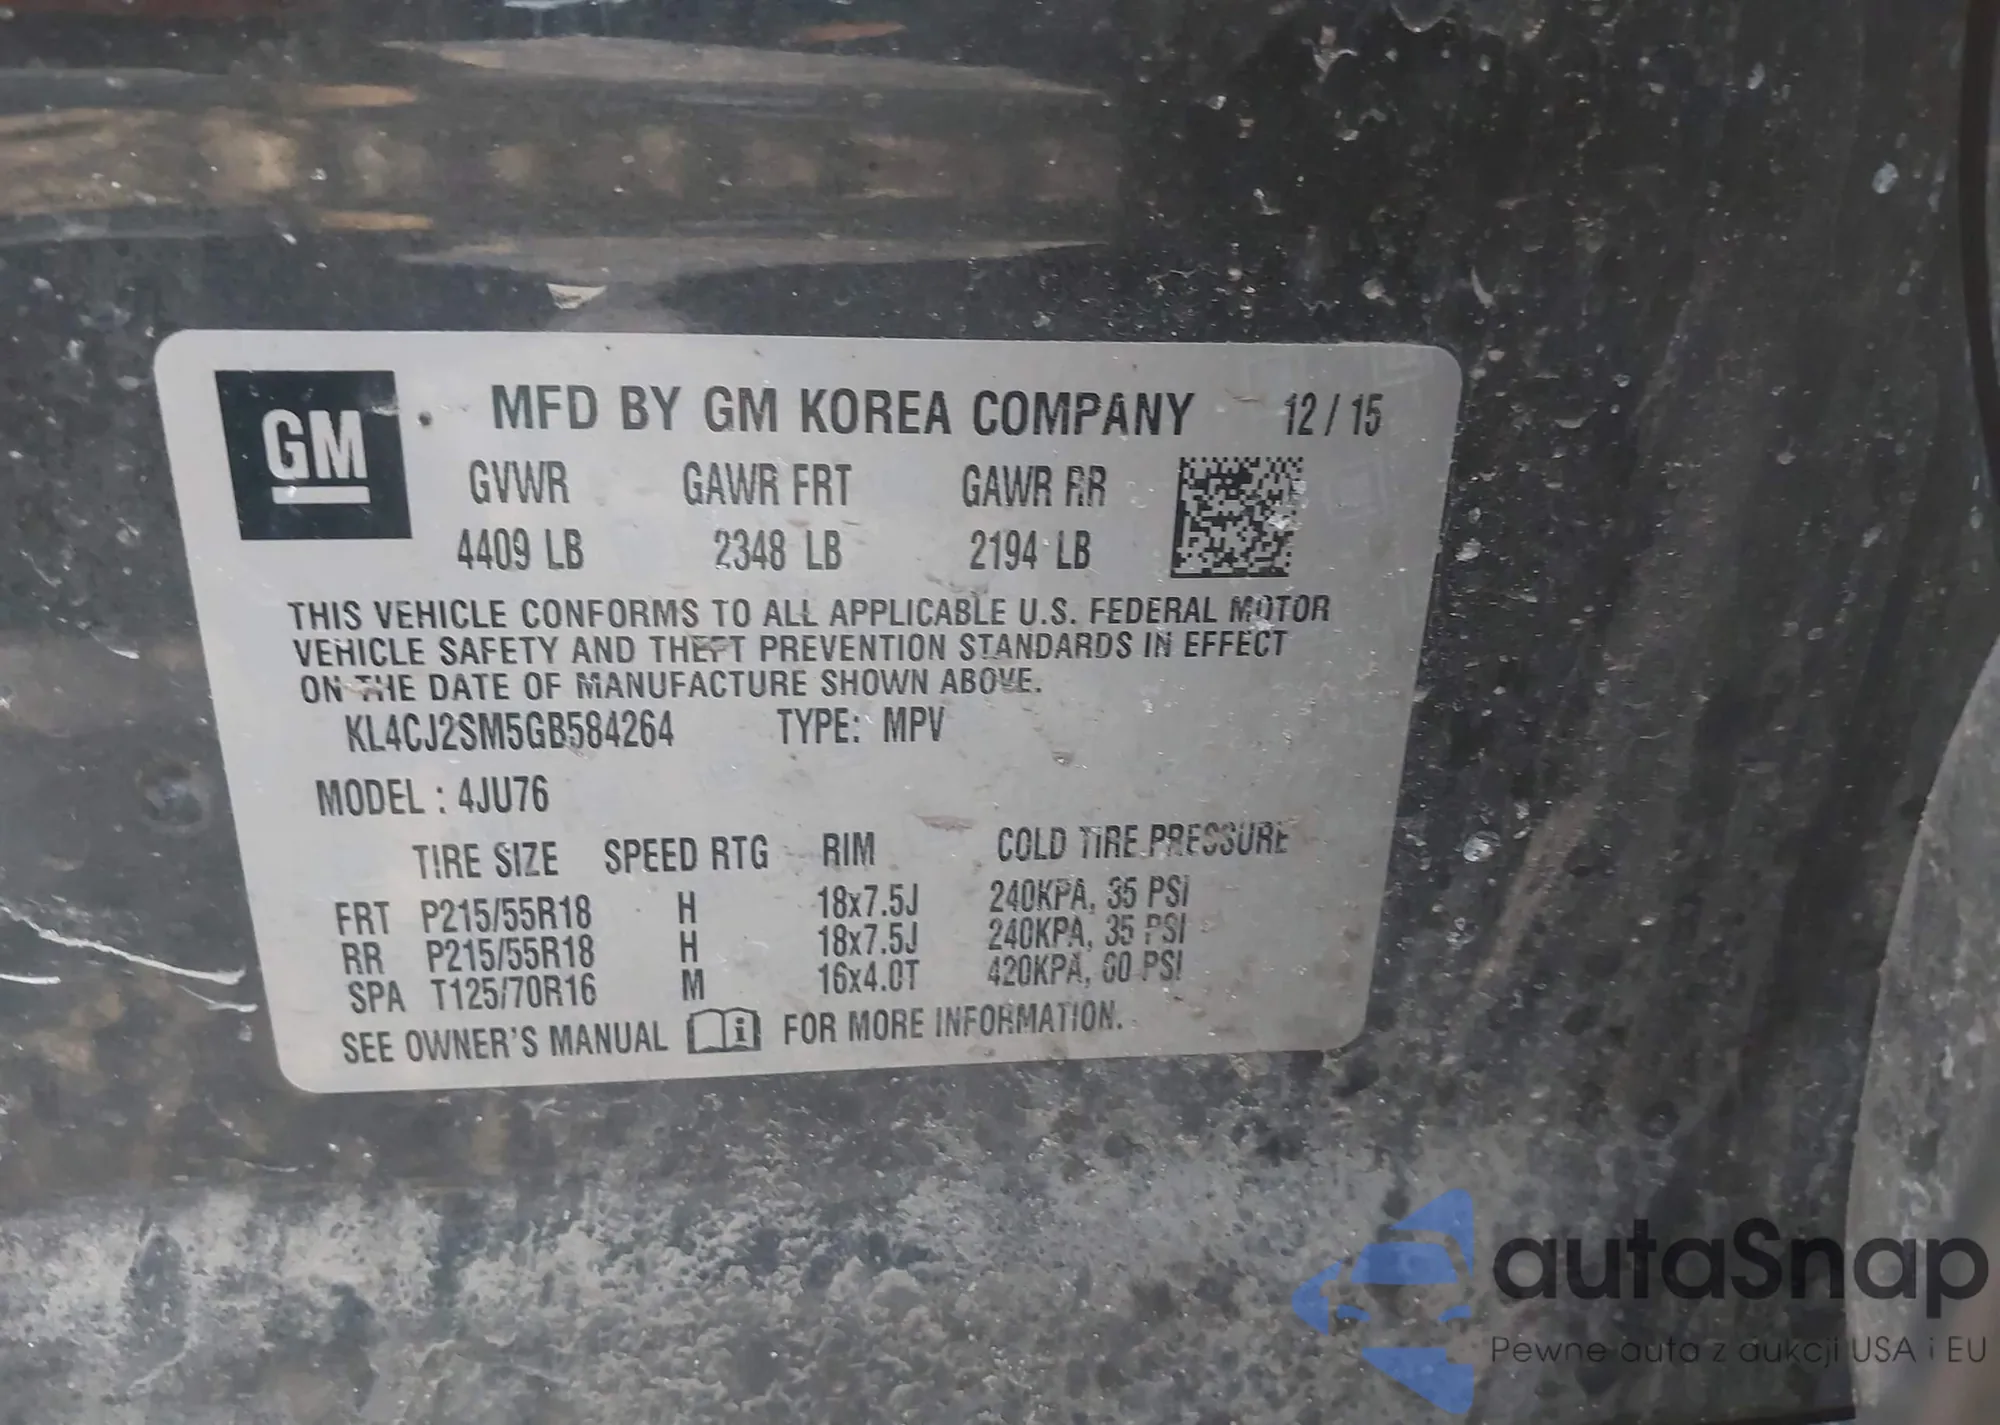 GM
MFD BY GM KOREA COMPANY 12 / 15
GVWR GAWR FRT GAWR RR
4409 LB 2348 LB 2194 LB
THIS VEHICLE CONFORMS TO ALL APPLICABLE U.S. FEDERAL MOTOR
VEHICLE SAFETY AND THEFT PREVENTION STANDARDS IN EFFECT
ON THE DATE OF MANUFACTURE SHOWN ABOVE.
KL4CJ2SM5GB584264 TYPE: MPV
MODEL : 4JU76
TIRE SIZE SPEED RTG RIM COLD TIRE PRESSURE
FRT P215/55R18 H 18x7.5J 240KPA, 35 PSI
RR P215/55R18 H 18x7.5J 240KPA, 35 PSI
SPA T125/70R16 M 16x4.0T 420KPA, 60 PSI
SEE OWNER'S MANUAL i FOR MORE INFORMATION.
autaSnap
Pewne auta z aukcji USA i EU